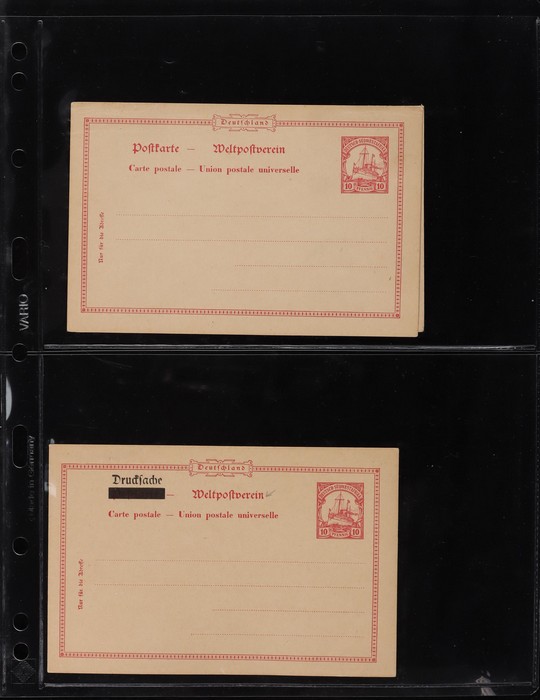 Deutschland
Postkarte — Weltpostverein
Carte postale — Union postale universelle
10 10
Nur für die Adresse
VARIO
Deutschland
Drucksache
— Weltpostverein
Carte postale — Union postale universelle
10 10
Nur für die Adresse